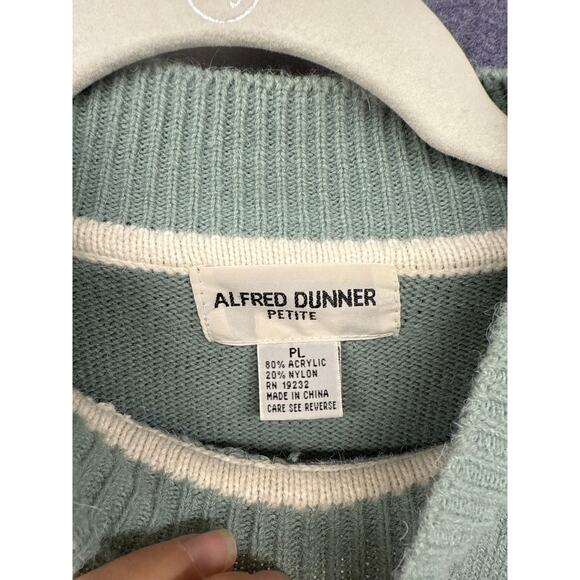 ALFRED DUNNER
PETITE
PL
80% ACRYLIC
20% NYLON
RN 19232
MADE IN CHINA
CARE SEE REVERSE